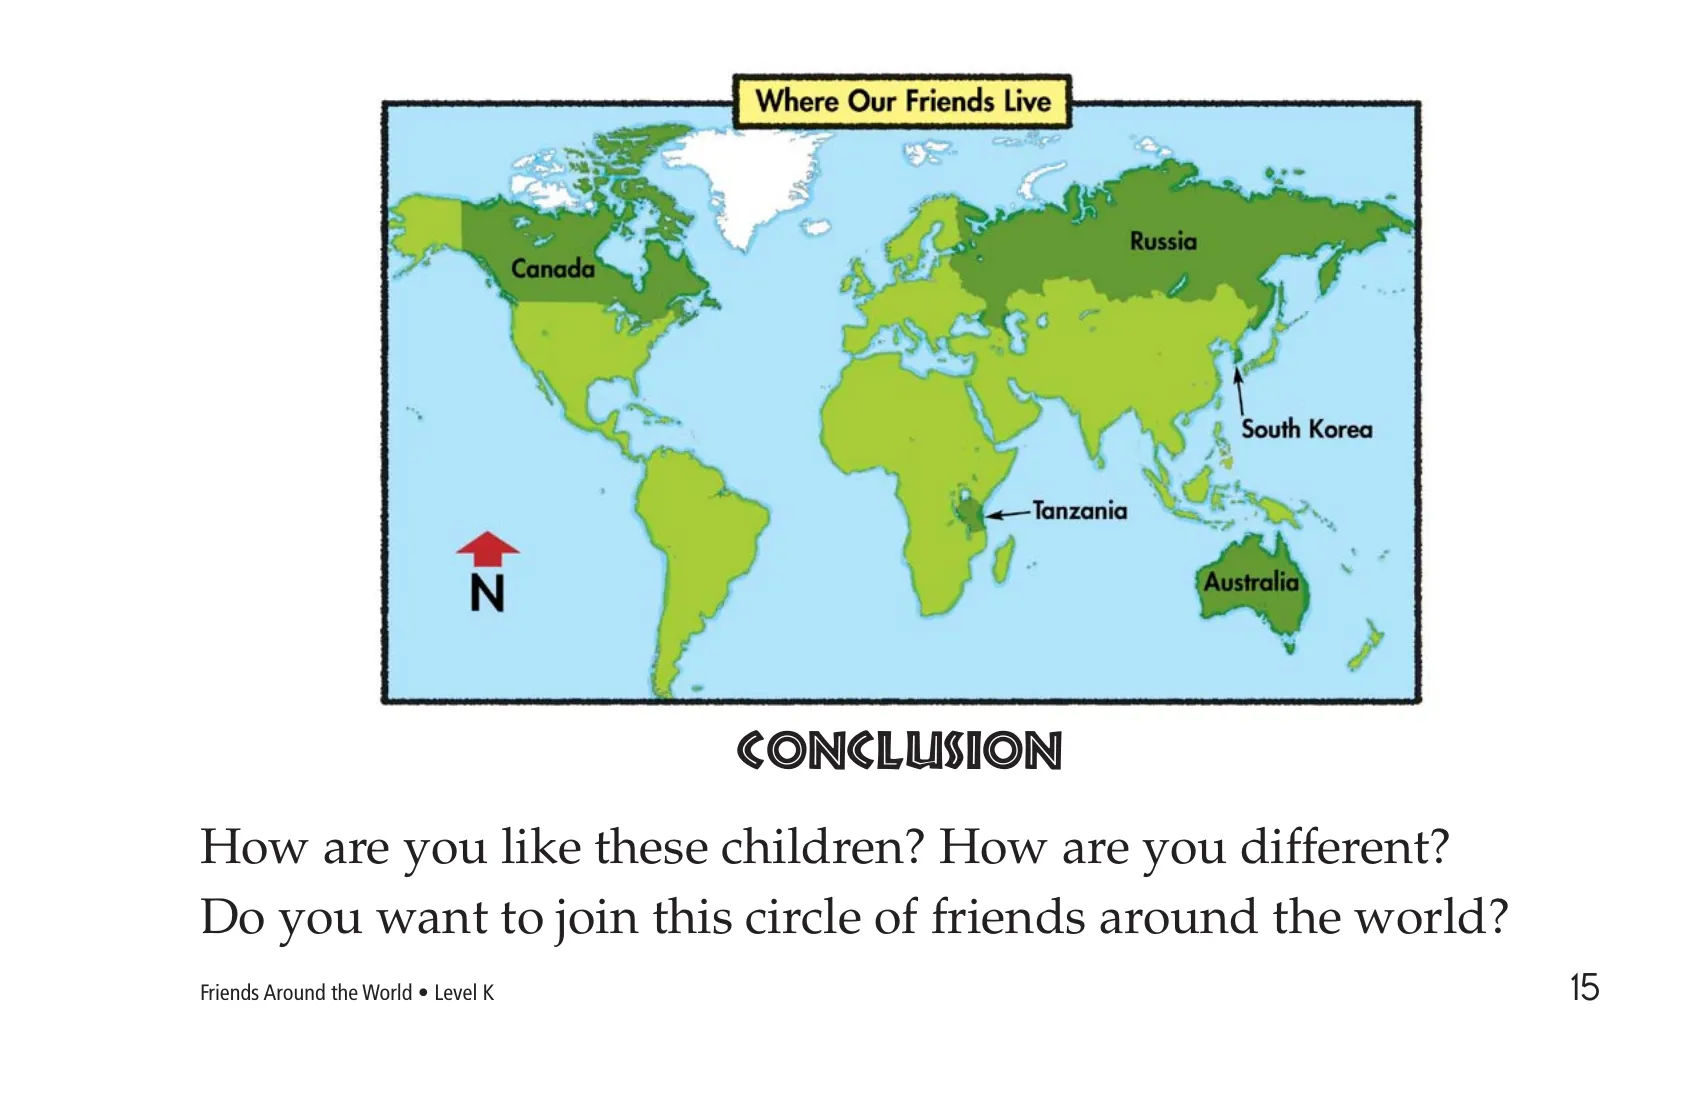 Where Our Friends Live
Canada
Russia
South Korea
Tanzania
N
Australia
CONCLUSION
How are you like these children? How are you different?
Do you want to join this circle of friends around the world?
Friends Around the World • Level K
15